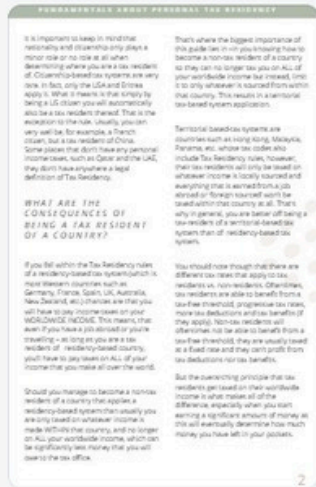 FUNDAMENTALS ABOUT PERSONAL TAX RESIDENCY
It is important to keep in mind that
nationality and citizenship only plays a
minor role or no role at all when
determining where you are a tax resident
of. Citizenship-based tax systems are very
rare. In fact, only the USA and Eritrea
apply it. What it means is that simply by
being a US citizen you will automatically
also be a tax resident thereof. That is the
exception to the rule. Usually, you can
very well be, for example, a French
citizen, but a tax resident of China.
Some places that don't have any personal
income taxes, such as Qatar and the UAE,
they don't have anywhere a legal
definition of Tax Residency.
WHAT ARE THE
CONSEQUENCES OF
BEING A TAX RESIDENT
OF A COUNTRY?
If you fall within the Tax Residency rules
of a residency-based tax system (which is
most Western countries such as
Germany, France, Spain, UK, Australia,
New Zealand, etc.) chances are that you
will have to pay income taxes on your
WORLDWIDE INCOME. This means, that
even if you have a job abroad or you're
travelling – as long as you are a tax
resident of residency-based country,
you'll have to pay taxes on ALL of your
income that you make all over the world.
Should you manage to become a non-tax
resident of a country that applies a
residency-based system than usually you
are only taxed on whatever income is
made WITHIN that country, and no longer
on ALL your worldwide income, which can
be significantly less money that you will
owe to the tax office.
That's where the biggest importance of
this guide lies in <> you knowing how to
become a non-tax resident of a country
so they can no longer tax you on ALL of
your worldwide income but instead, limit
it to only whatever is sourced from within
that country. This results in a territorial
tax-based system application.
Territorial based-tax systems are
countries such as Hong Kong, Malaysia,
Panama, etc. whose tax codes also
include Tax Residency rules, however,
their tax residents will only be taxed on
whatever income is locally sourced and
everything that is earned from a job
abroad or foreign sourced won't be
taxed within that country at all. That's
why in general, you are better off being a
tax resident of a territorial-based-tax
system than of residency-based tax
system.
You should note though that there are
different tax rates that apply to tax
residents vs. non-residents. Oftentimes,
tax residents are able to benefit from a
tax-free threshold, progressive tax rates,
more tax deductions and tax benefits (if
they apply). Non-tax residents will
oftentimes not be able to benefit from a
tax-free threshold, they are usually taxed
at a fixed rate and they can't profit from
tax deductions nor tax benefits.
But the overarching principle that tax
residents get taxed on their worldwide
income is what makes all of the
difference, especially when you start
earning a significant amount of money as
this will eventually determine how much
money you have left in your pockets.
2